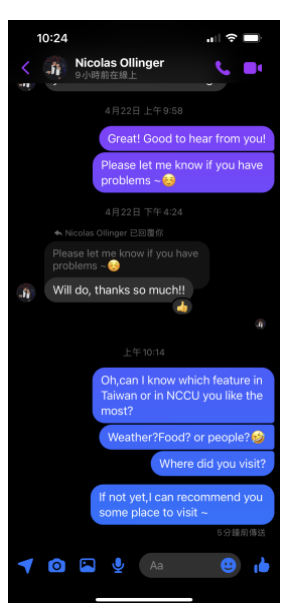 10:24
Nicolas Ollinger
9小時前在線上
4月22日 上午9:58
Great! Good to hear from you!
Please let me know if you have
problems ~😚
4月22日 下午4:24
Nicolas Ollinger 已回覆你
Please let me know if you have
problems ~😚
Will do, thanks so much!!
👍
上午 10:14
Oh,can I know which feature in
Taiwan or in NCCU you like the
most?
Weather?Food? or people?🤣
Where did you visit?
If not yet,I can recommend you
some place to visit ~
5分鐘前傳送
Aa